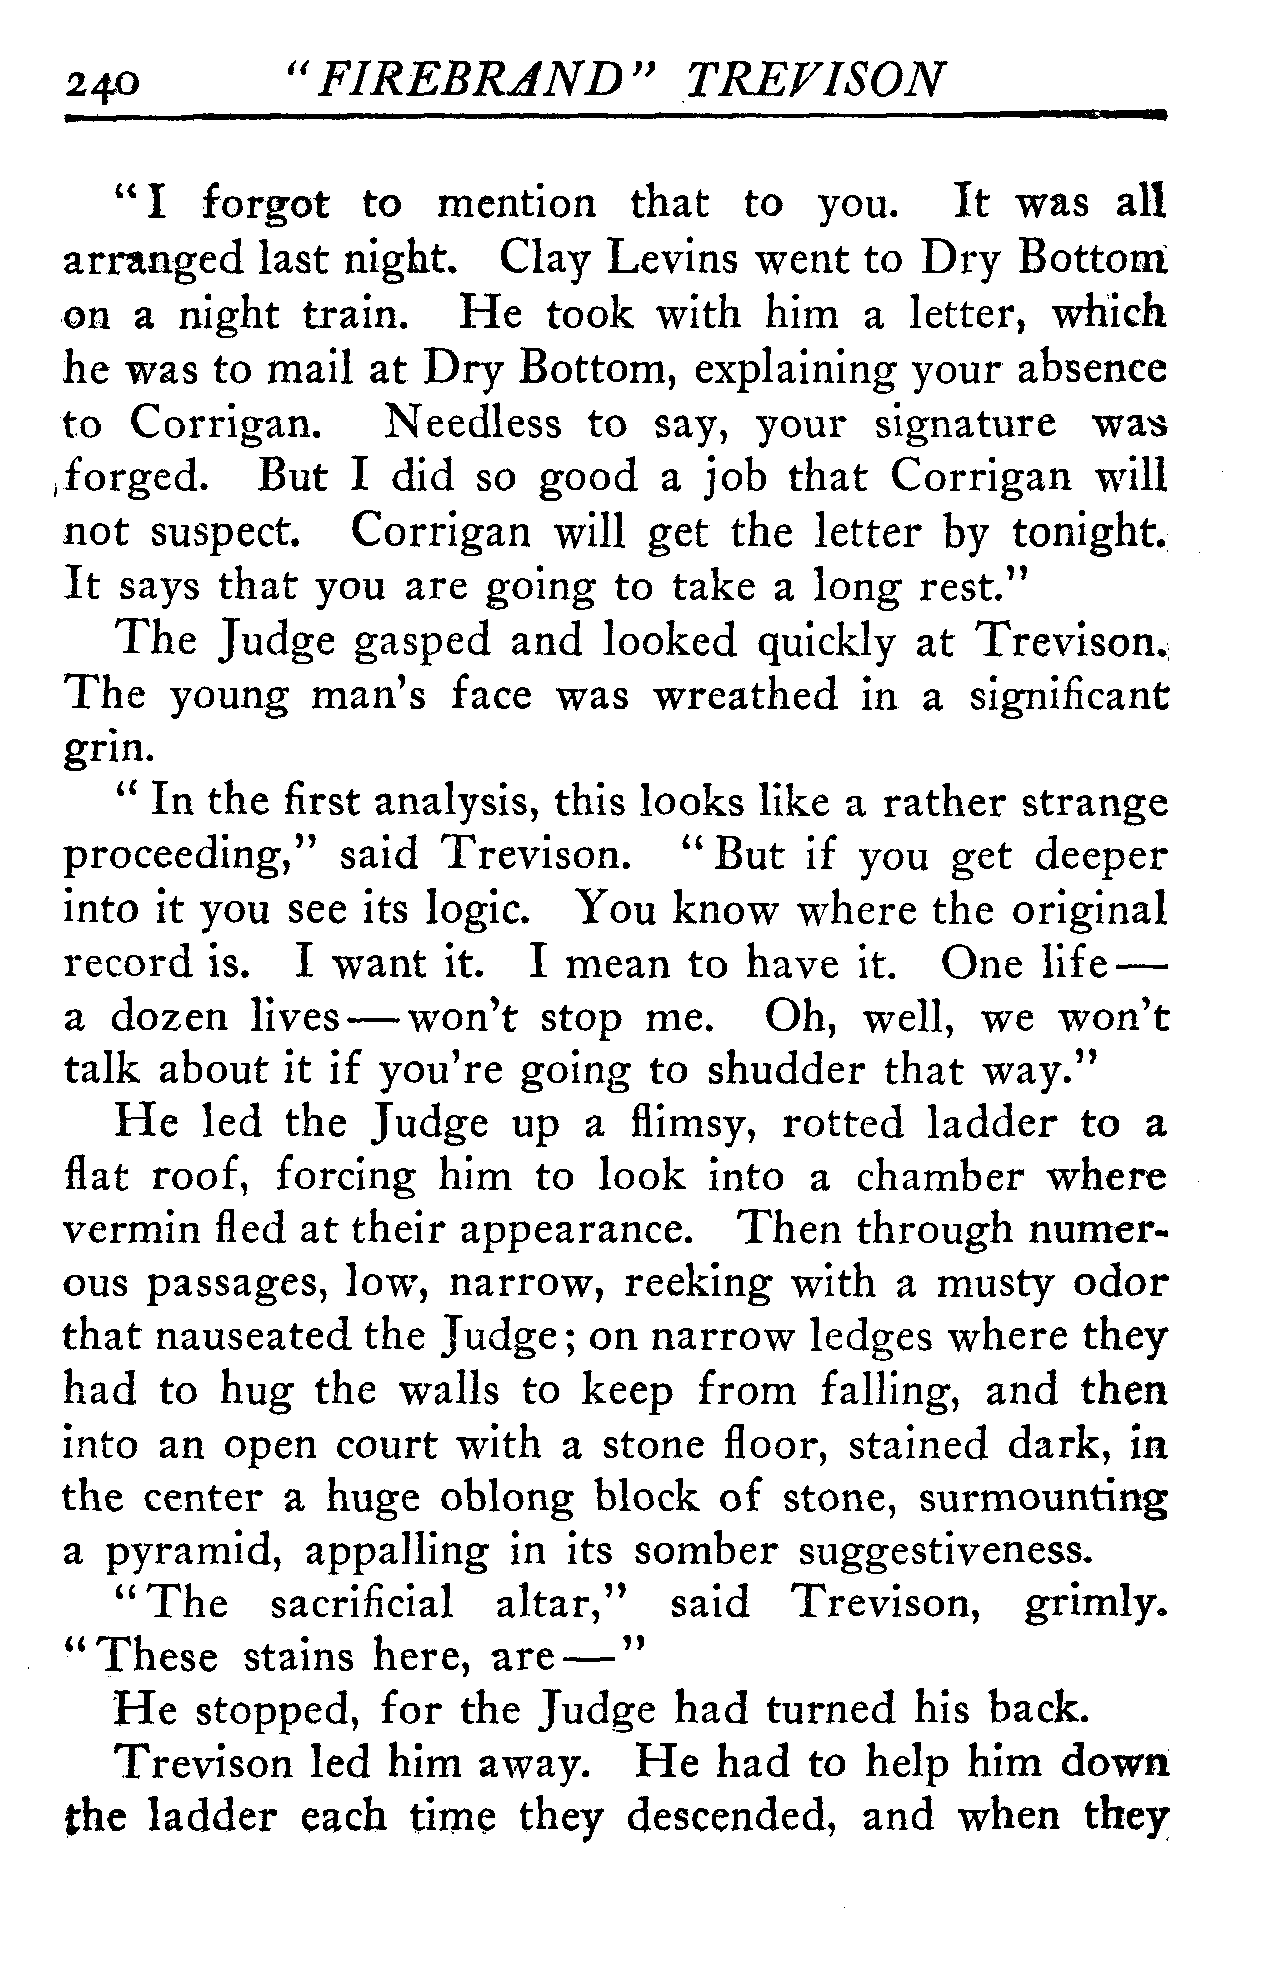 240 "FIREBRAND" TREVISON
"I forgot to mention that to you. It was all
arranged last night. Clay Levins went to Dry Bottom
on a night train. He took with him a letter, which
he was to mail at Dry Bottom, explaining your absence
to Corrigan. Needless to say, your signature was
forged. But I did so good a job that Corrigan will
not suspect. Corrigan will get the letter by tonight.
It says that you are going to take a long rest."
The Judge gasped and looked quickly at Trevison.
The young man's face was wreathed in a significant
grin.
"In the first analysis, this looks like a rather strange
proceeding," said Trevison. "But if you get deeper
into it you see its logic. You know where the original
record is. I want it. I mean to have it. One life—
a dozen lives—won't stop me. Oh, well, we won't
talk about it if you're going to shudder that way."
He led the Judge up a flimsy, rotted ladder to a
flat roof, forcing him to look into a chamber where
vermin fled at their appearance. Then through numer-
ous passages, low, narrow, reeking with a musty odor
that nauseated the Judge; on narrow ledges where they
had to hug the walls to keep from falling, and then
into an open court with a stone floor, stained dark, in
the center a huge oblong block of stone, surmounting
a pyramid, appalling in its somber suggestiveness.
"The sacrificial altar," said Trevison, grimly.
"These stains here, are—"
He stopped, for the Judge had turned his back.
Trevison led him away. He had to help him down
the ladder each time they descended, and when they